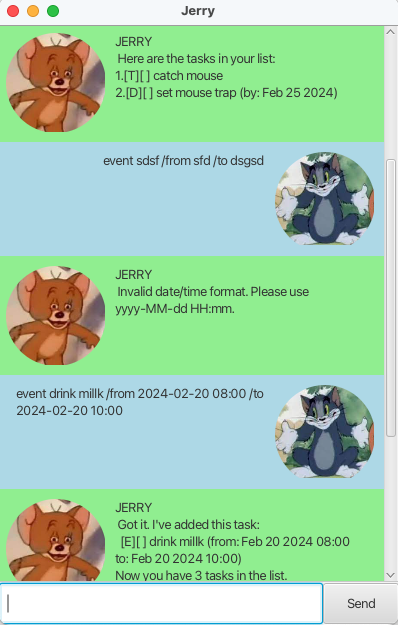 Jerry
JERRY
Here are the tasks in your list:
1.[T][ ] catch mouse
2.[D][ ] set mouse trap (by: Feb 25 2024)
event sdsf /from sfd /to dsgsd
JERRY
Invalid date/time format. Please use
yyyy-MM-dd HH:mm.
event drink millk /from 2024-02-20 08:00 /to
2024-02-20 10:00
JERRY
Got it. I've added this task:
[E][ ] drink millk (from: Feb 20 2024 08:00
to: Feb 20 2024 10:00)
Now you have 3 tasks in the list.
Send